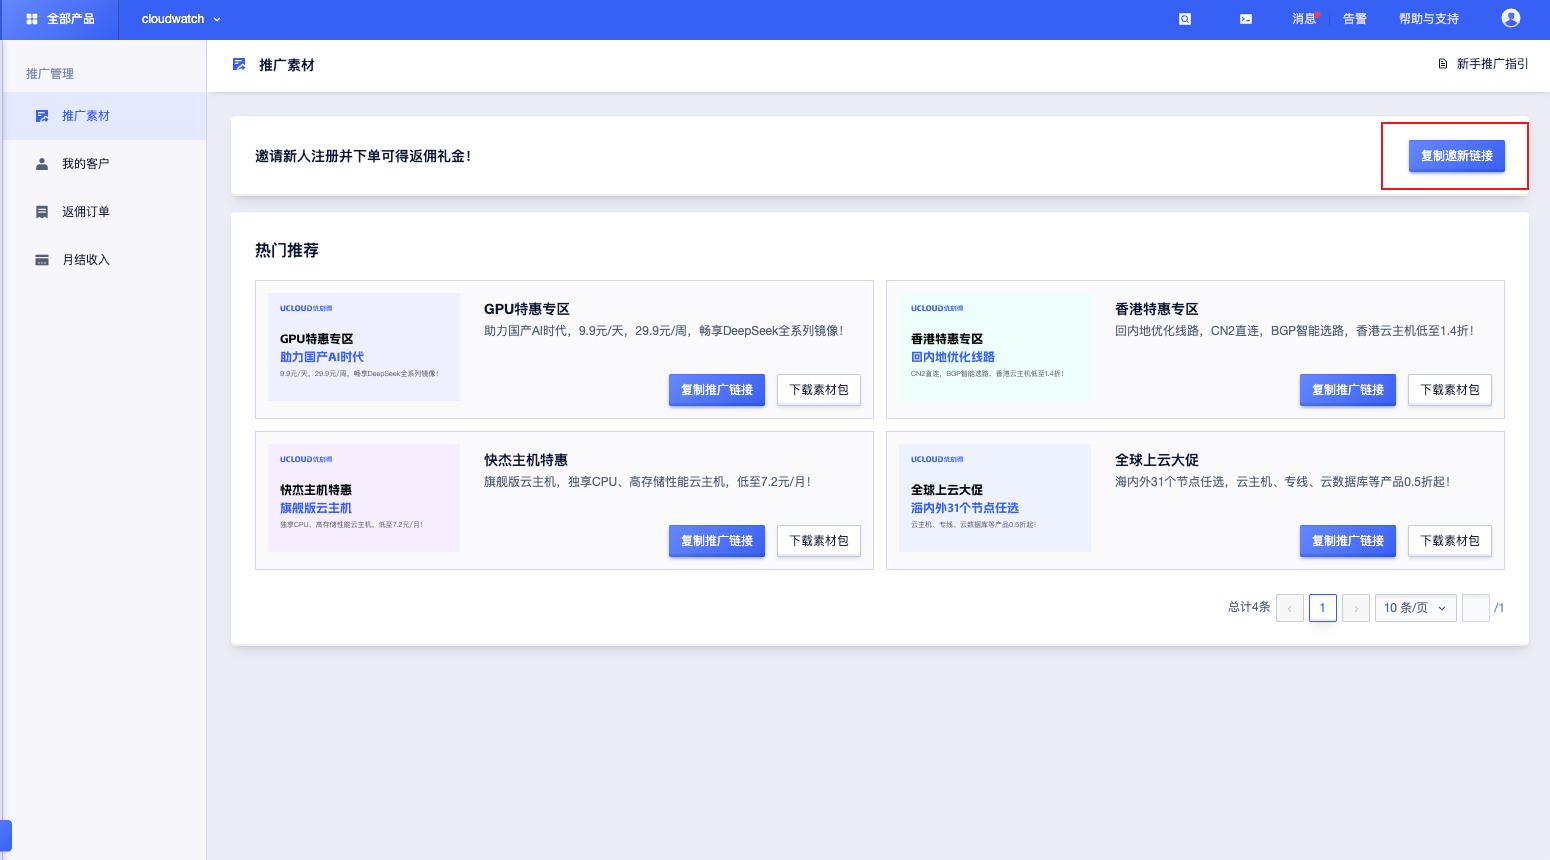 全部产品
cloudwatch
消息
告警
帮助与支持
推广管理
推广素材
我的客户
返佣订单
月结收入
推广素材
新手推广指引
邀请新人注册并下单可得返佣礼金！
复制邀新链接
热门推荐
UCLOUD优刻得
GPU特惠专区
助力国产AI时代
9.9元/天，29.9元/周，畅享DeepSeek全系列镜像！
GPU特惠专区
助力国产AI时代，9.9元/天，29.9元/周，畅享DeepSeek全系列镜像！
复制推广链接
下载素材包
UCLOUD优刻得
香港特惠专区
回内地优化线路
CN2直连，BGP智能选路，香港云主机低至1.4折！
香港特惠专区
回内地优化线路，CN2直连，BGP智能选路，香港云主机低至1.4折！
复制推广链接
下载素材包
UCLOUD优刻得
快杰主机特惠
旗舰版云主机
独享CPU、高存储性能云主机，低至7.2元/月！
快杰主机特惠
旗舰版云主机，独享CPU、高存储性能云主机，低至7.2元/月！
复制推广链接
下载素材包
UCLOUD优刻得
全球上云大促
海内外31个节点任选
云主机、专线、云数据库等产品0.5折起！
全球上云大促
海内外31个节点任选，云主机、专线、云数据库等产品0.5折起！
复制推广链接
下载素材包
总计4条
1
10 条/页
/1